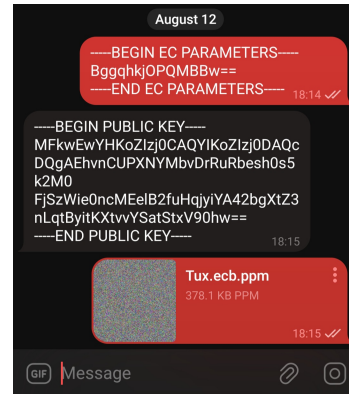 August 12
-----BEGIN EC PARAMETERS-----
BggqhkjOPQMBBw==
-----END EC PARAMETERS-----
18:14
-----BEGIN PUBLIC KEY-----
MFkwEwYHKoZIzj0CAQYIKoZIzj0DAQc
DQgAEhvnCUPXNYMbvDrRuRbesh0s5
k2M0
FjSzWie0ncMEelB2fuHqjyiYA42bgXtZ3
nLqtByitKXtvvYSatStxV90hw==
-----END PUBLIC KEY-----
18:15
Tux.ecb.ppm
378.1 KB PPM
18:15
GIF
Message